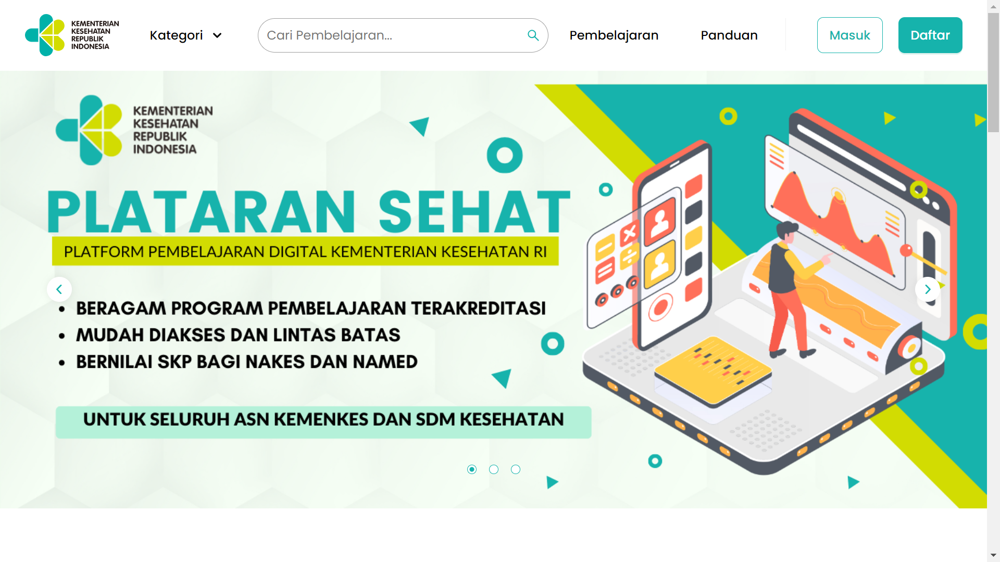 KEMENTERIAN
KESEHATAN
REPUBLIK
INDONESIA
Kategori
Cari Pembelajaran...
Pembelajaran
Panduan
Masuk
Daftar
KEMENTERIAN
KESEHATAN
REPUBLIK
INDONESIA
PLATARAN SEHAT
PLATFORM PEMBELAJARAN DIGITAL KEMENTERIAN KESEHATAN RI
• BERAGAM PROGRAM PEMBELAJARAN TERAKREDITASI
• MUDAH DIAKSES DAN LINTAS BATAS
• BERNILAI SKP BAGI NAKES DAN NAMED
UNTUK SELURUH ASN KEMENKES DAN SDM KESEHATAN